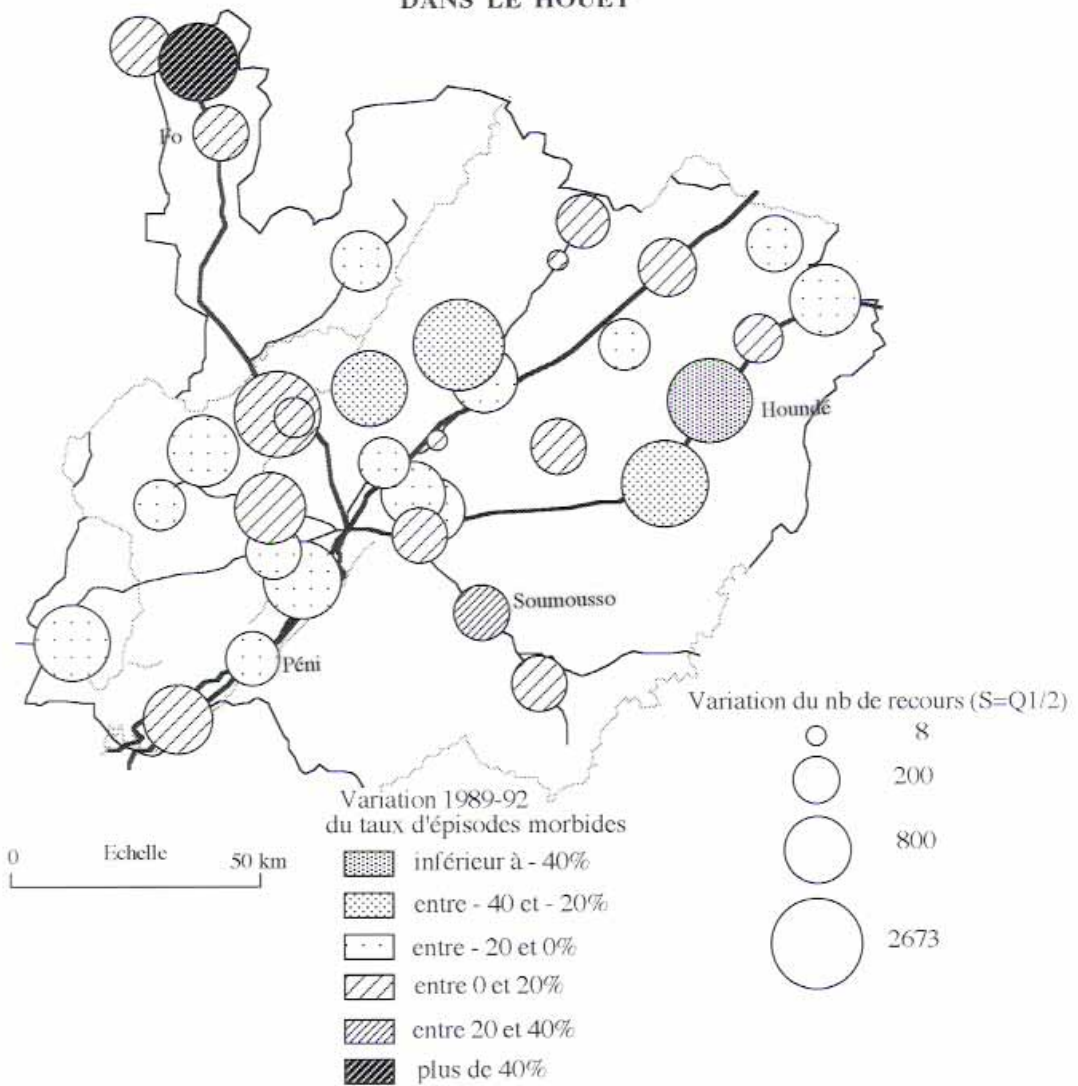 DANS LE HOUET
Fo
Houndé
Soumousso
Péni
Variation du nb de recours (S=Q1/2)
8
200
800
2673
Variation 1989-92
du taux d'épisodes morbides
inférieur à - 40%
entre - 40 et - 20%
entre - 20 et 0%
entre 0 et 20%
entre 20 et 40%
plus de 40%
0 Echelle 50 km